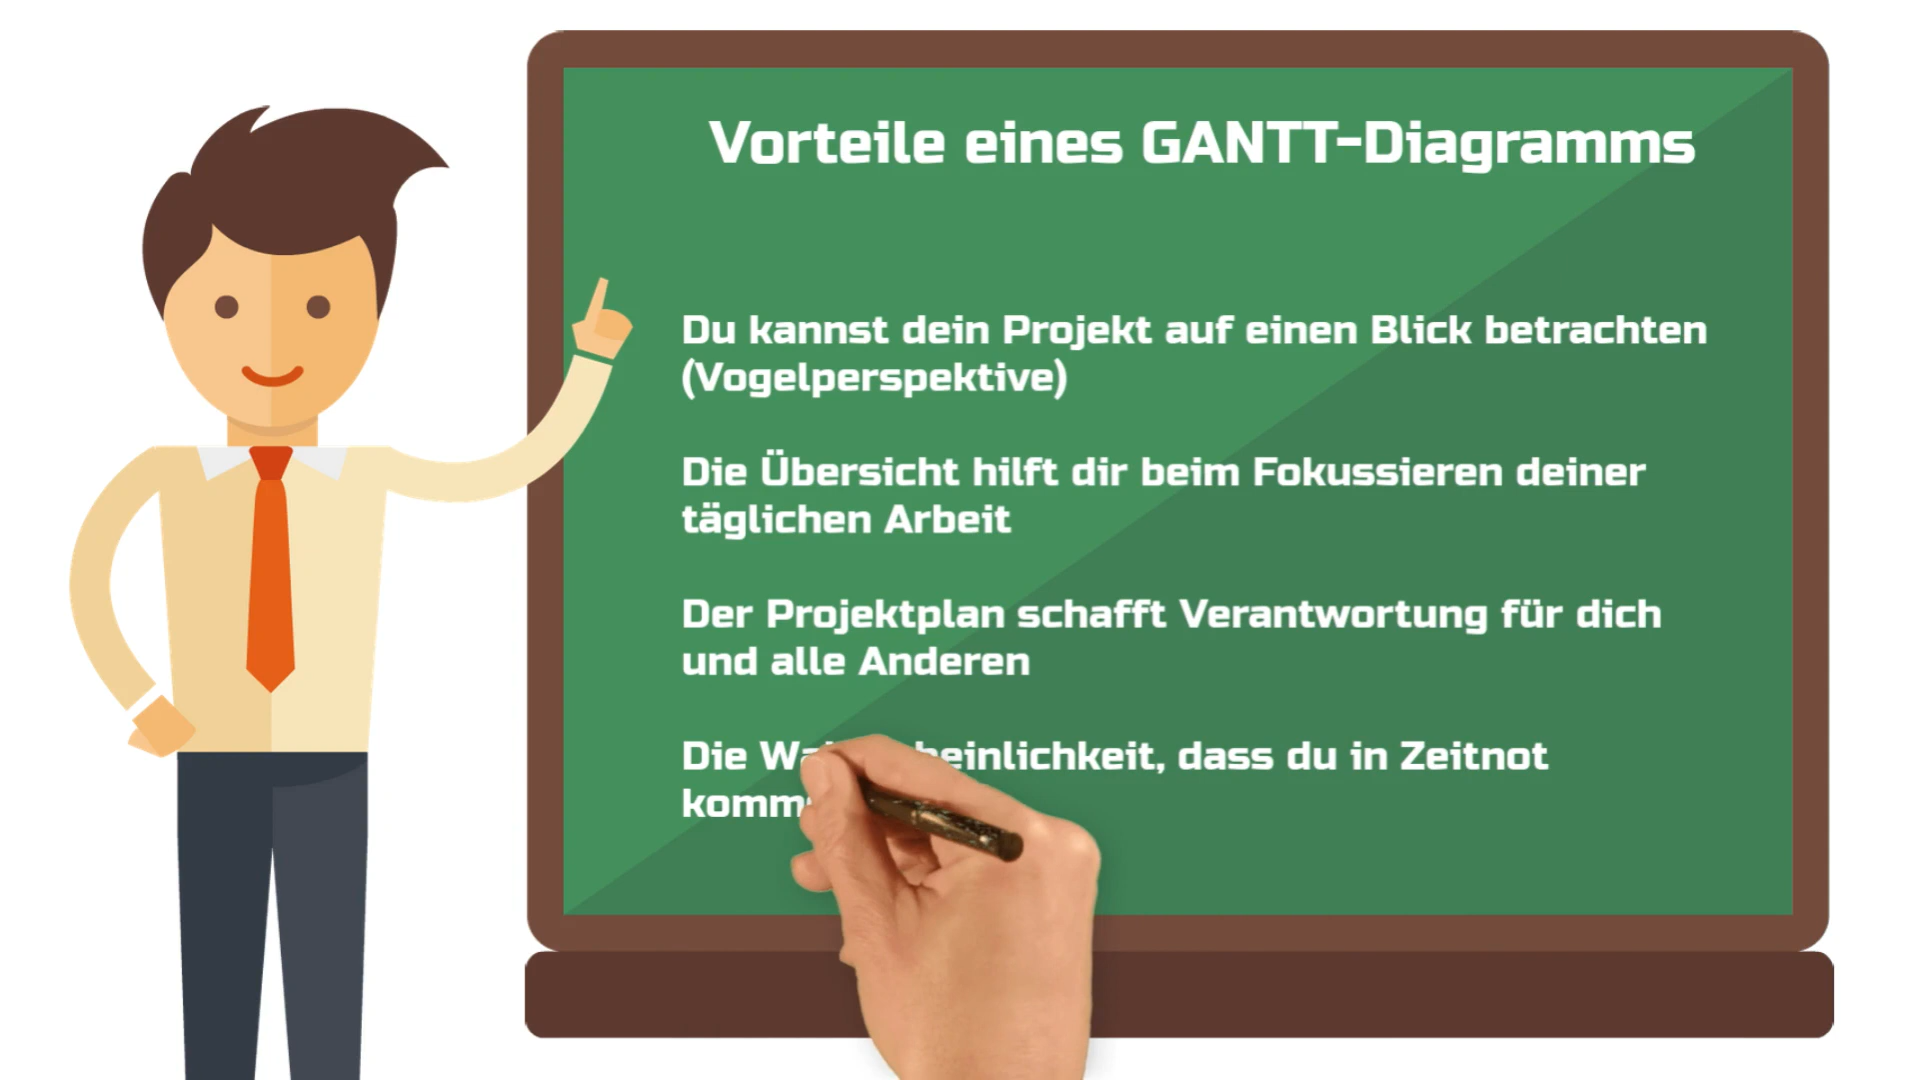 Vorteile eines GANTT-Diagramms
Du kannst dein Projekt auf einen Blick betrachten
(Vogelperspektive)
Die Übersicht hilft dir beim Fokussieren deiner
täglichen Arbeit
Der Projektplan schafft Verantwortung für dich
und alle Anderen
Die dass du in Zeitnot